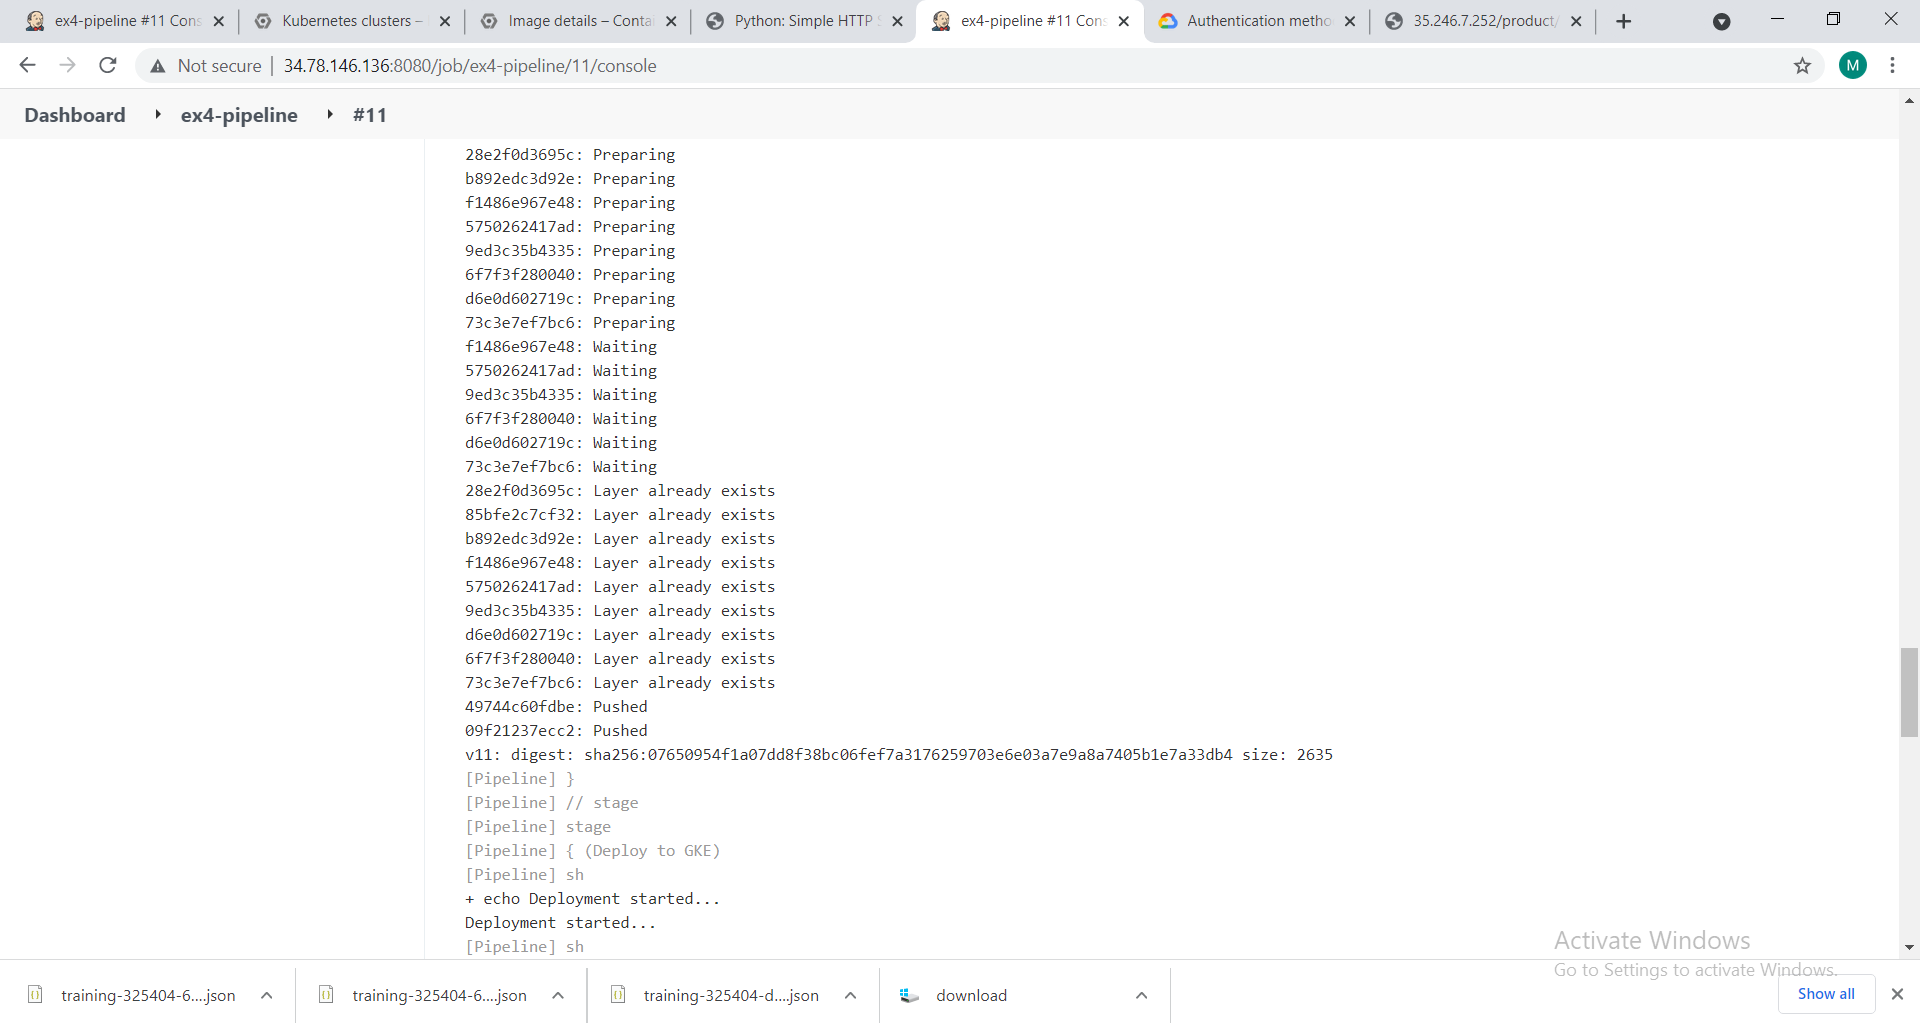 ex4-pipeline #11 Cons
Kubernetes clusters –
Image details – Conta
Python: Simple HTTP S
ex4-pipeline #11 Cons
Authentication metho
35.246.7.252/product/
Not secure 34.78.146.136:8080/job/ex4-pipeline/11/console
M
Dashboard ex4-pipeline #11
28e2f0d3695c: Preparing
b892edc3d92e: Preparing
f1486e967e48: Preparing
5750262417ad: Preparing
9ed3c35b4335: Preparing
6f7f3f280040: Preparing
d6e0d602719c: Preparing
73c3e7ef7bc6: Preparing
f1486e967e48: Waiting
5750262417ad: Waiting
9ed3c35b4335: Waiting
6f7f3f280040: Waiting
d6e0d602719c: Waiting
73c3e7ef7bc6: Waiting
28e2f0d3695c: Layer already exists
85bfe2c7cf32: Layer already exists
b892edc3d92e: Layer already exists
f1486e967e48: Layer already exists
5750262417ad: Layer already exists
9ed3c35b4335: Layer already exists
d6e0d602719c: Layer already exists
6f7f3f280040: Layer already exists
73c3e7ef7bc6: Layer already exists
49744c60fdbe: Pushed
09f21237ecc2: Pushed
v11: digest: sha256:07650954f1a07dd8f38bc06fef7a3176259703e6e03a7e9a8a7405b1e7a33db4 size: 2635
[Pipeline] }
[Pipeline] // stage
[Pipeline] stage
[Pipeline] { (Deploy to GKE)
[Pipeline] sh
+ echo Deployment started...
Deployment started...
[Pipeline] sh
Activate Windows
Go to Settings to activate Windows.
training-325404-6....json
training-325404-6....json
training-325404-d....json
download
Show all